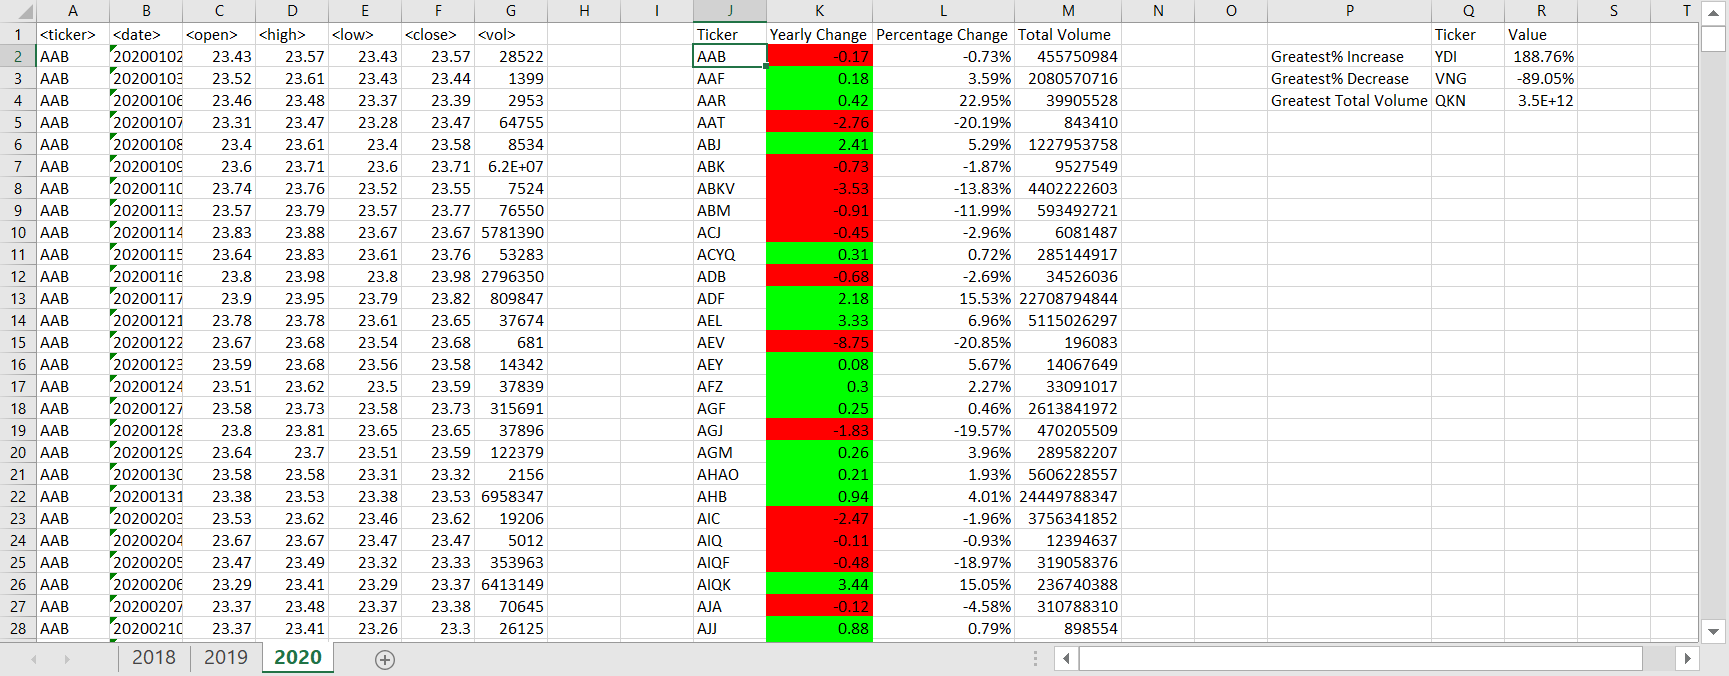 A B C D E F G H I J K L M N O P Q R S T
1 <ticker> <date> <open> <high> <low> <close> <vol> Ticker Yearly Change Percentage Change Total Volume Ticker Value
2 AAB 20200102 23.43 23.57 23.43 23.57 28522 AAB -0.17 -0.73% 455750984 Greatest% Increase YDI 188.76%
3 AAB 20200103 23.52 23.61 23.43 23.44 1399 AAF 0.18 3.59% 2080570716 Greatest% Decrease VNG -89.05%
4 AAB 20200106 23.46 23.48 23.37 23.39 2953 AAR 0.42 22.95% 39905528 Greatest Total Volume QKN 3.5E+12
5 AAB 20200107 23.31 23.47 23.28 23.47 64755 AAT -2.76 -20.19% 843410
6 AAB 20200108 23.4 23.61 23.4 23.58 8534 ABJ 2.41 5.29% 1227953758
7 AAB 20200109 23.6 23.71 23.6 23.71 6.2E+07 ABK -0.73 -1.87% 9527549
8 AAB 20200110 23.74 23.76 23.52 23.55 7524 ABKV -3.53 -13.83% 4402222603
9 AAB 20200113 23.57 23.79 23.57 23.77 76550 ABM -0.91 -11.99% 593492721
10 AAB 20200114 23.83 23.88 23.67 23.67 5781390 ACJ -0.45 -2.96% 6081487
11 AAB 20200115 23.64 23.83 23.61 23.76 53283 ACYQ 0.31 0.72% 285144917
12 AAB 20200116 23.8 23.98 23.8 23.98 2796350 ADB -0.68 -2.69% 34526036
13 AAB 20200117 23.9 23.95 23.79 23.82 809847 ADF 2.18 15.53% 22708794844
14 AAB 20200121 23.78 23.78 23.61 23.65 37674 AEL 3.33 6.96% 5115026297
15 AAB 20200122 23.67 23.68 23.54 23.68 681 AEV -8.75 -20.85% 196083
16 AAB 20200123 23.59 23.68 23.56 23.58 14342 AEY 0.08 5.67% 14067649
17 AAB 20200124 23.51 23.62 23.5 23.59 37839 AFZ 0.3 2.27% 33091017
18 AAB 20200127 23.58 23.73 23.58 23.73 315691 AGF 0.25 0.46% 2613841972
19 AAB 20200128 23.8 23.81 23.65 23.65 37896 AGJ -1.83 -19.57% 470205509
20 AAB 20200129 23.64 23.7 23.51 23.59 122379 AGM 0.26 3.96% 289582207
21 AAB 20200130 23.58 23.58 23.31 23.32 2156 AHAO 0.21 1.93% 5606228557
22 AAB 20200131 23.38 23.53 23.38 23.53 6958347 AHB 0.94 4.01% 24449788347
23 AAB 20200203 23.53 23.62 23.46 23.62 19206 AIC -2.47 -1.96% 3756341852
24 AAB 20200204 23.67 23.67 23.47 23.47 5012 AIQ -0.11 -0.93% 12394637
25 AAB 20200205 23.47 23.49 23.32 23.33 353963 AIQF -0.48 -18.97% 319058376
26 AAB 20200206 23.29 23.41 23.29 23.37 6413149 AIQK 3.44 15.05% 236740388
27 AAB 20200207 23.37 23.48 23.37 23.38 70645 AJA -0.12 -4.58% 310788310
28 AAB 20200210 23.37 23.41 23.26 23.3 26125 AJJ 0.88 0.79% 898554
2018 2019 2020